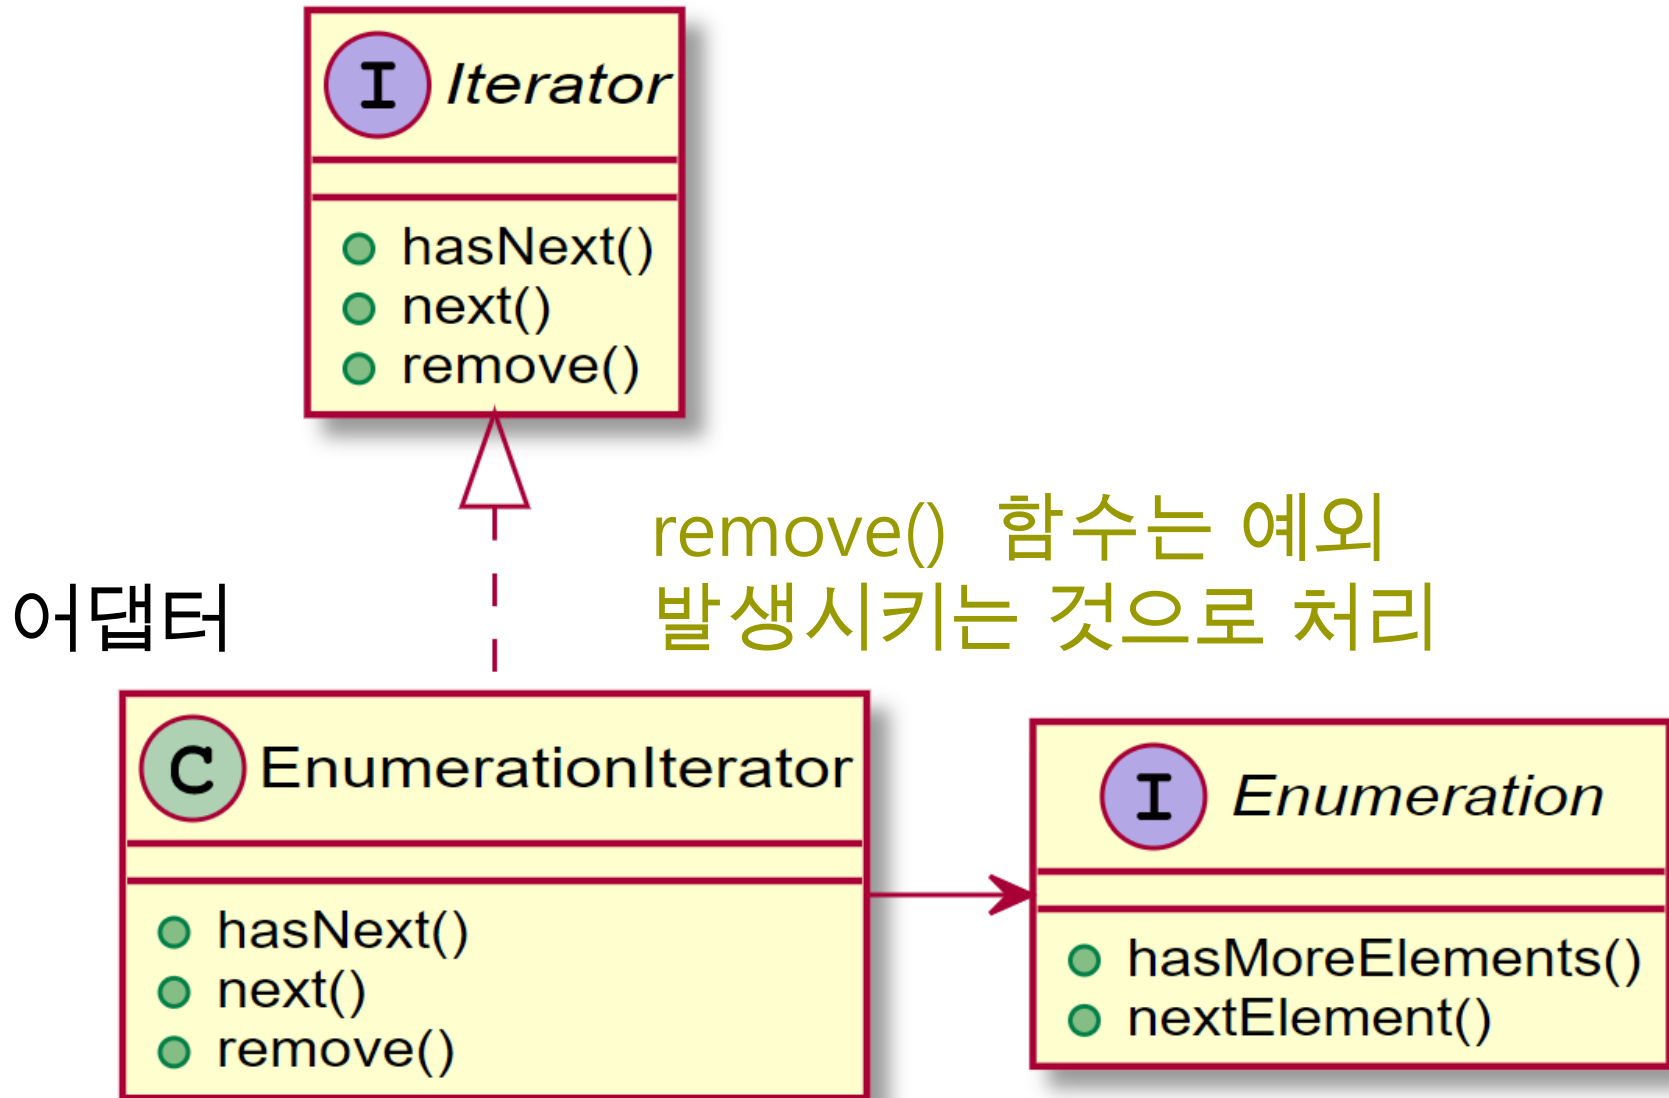 I Iterator
hasNext()
next()
remove()
remove() 함수는 예외
발생시키는 것으로 처리
어댑터
C EnumerationIterator
hasNext()
next()
remove()
I Enumeration
hasMoreElements()
nextElement()